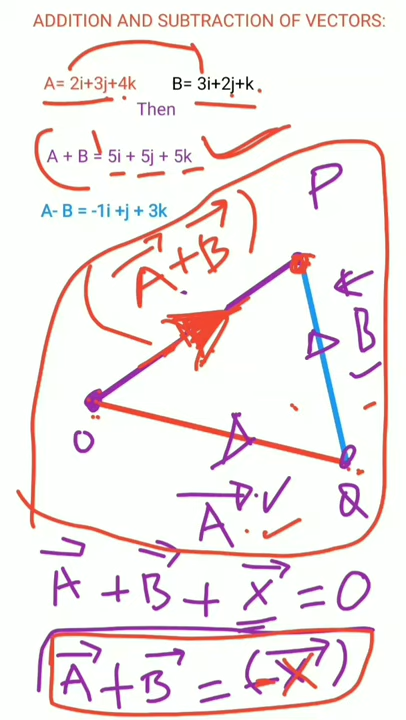 ADDITION AND SUBTRACTION OF VECTORS:
A= 2i+3j+4k B= 3i+2j+k
Then
A + B = 5i + 5j + 5k
A- B = -1i +j + 3k
P
(A+B)
B
O
Q
A
A + B + X = 0
A+B = (-X)